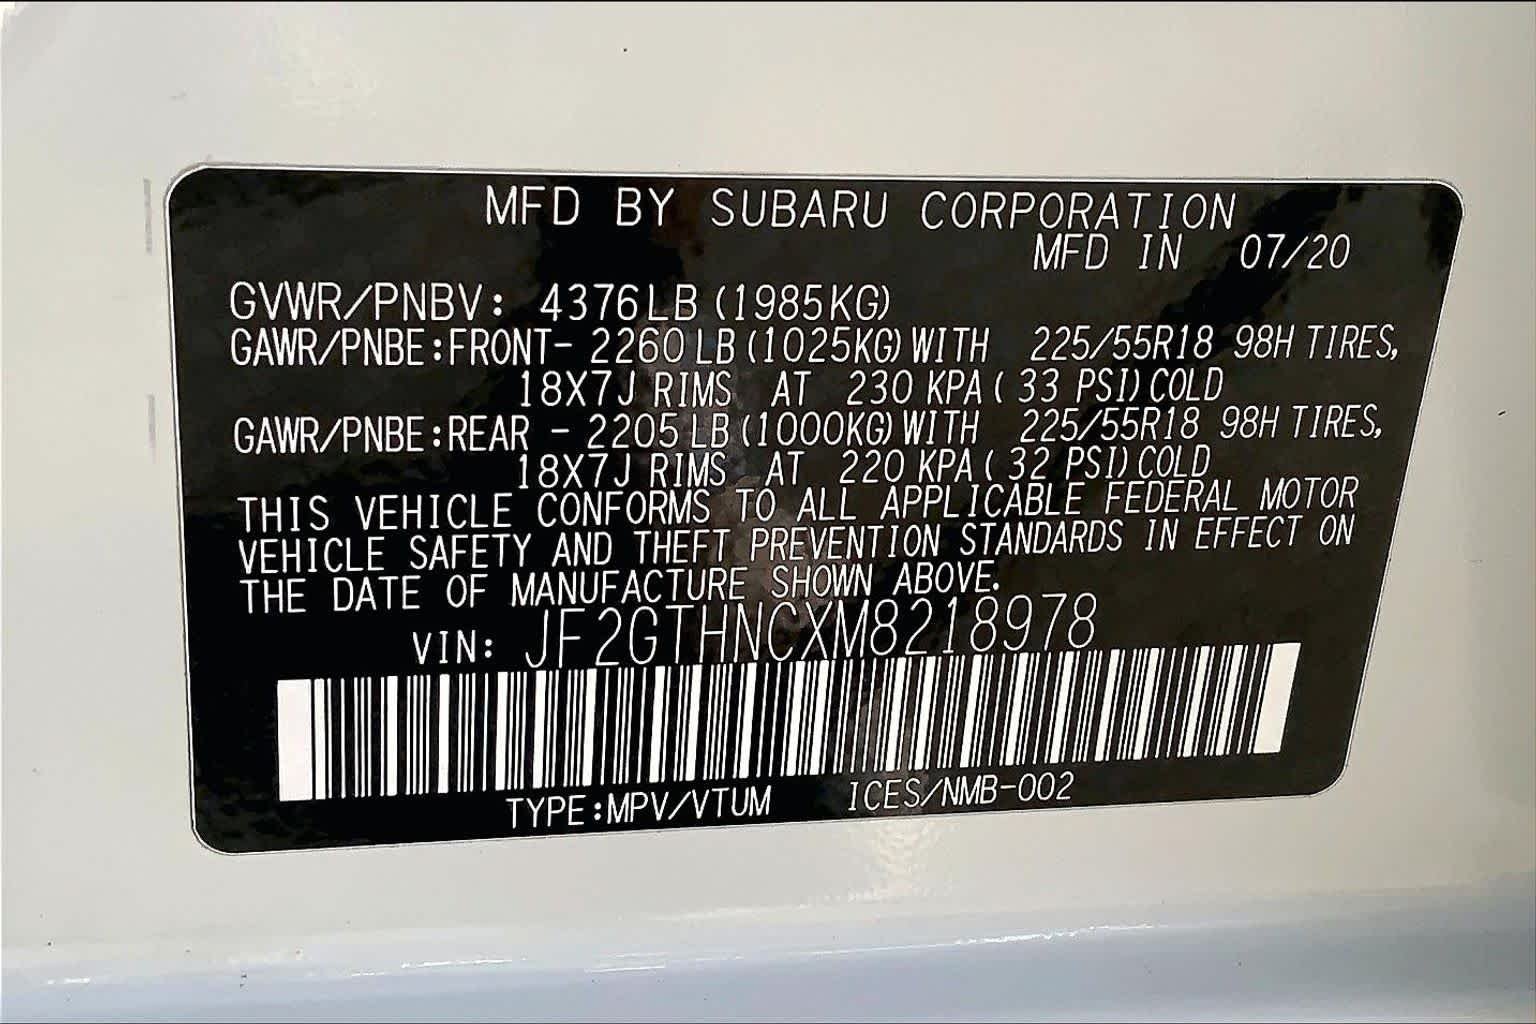 MFD BY SUBARU CORPORATION
MFD IN 07/20
GVWR/PNBV: 4376LB (1985KG)
GAWR/PNBE:FRONT- 2260 LB (1025KG) WITH 225/55R18 98H TIRES,
18X7J RIMS AT 230 KPA ( 33 PSI) COLD
GAWR/PNBE:REAR - 2205 LB (1000KG) WITH 225/55R18 98H TIRES,
18X7J RIMS AT 220 KPA ( 32 PSI) COLD
THIS VEHICLE CONFORMS TO ALL APPLICABLE FEDERAL MOTOR
VEHICLE SAFETY AND THEFT PREVENTION STANDARDS IN EFFECT ON
THE DATE OF MANUFACTURE SHOWN ABOVE.
VIN: JF2GTHNCXM8218978
TYPE:MPV/VTUM ICES/NMB-002